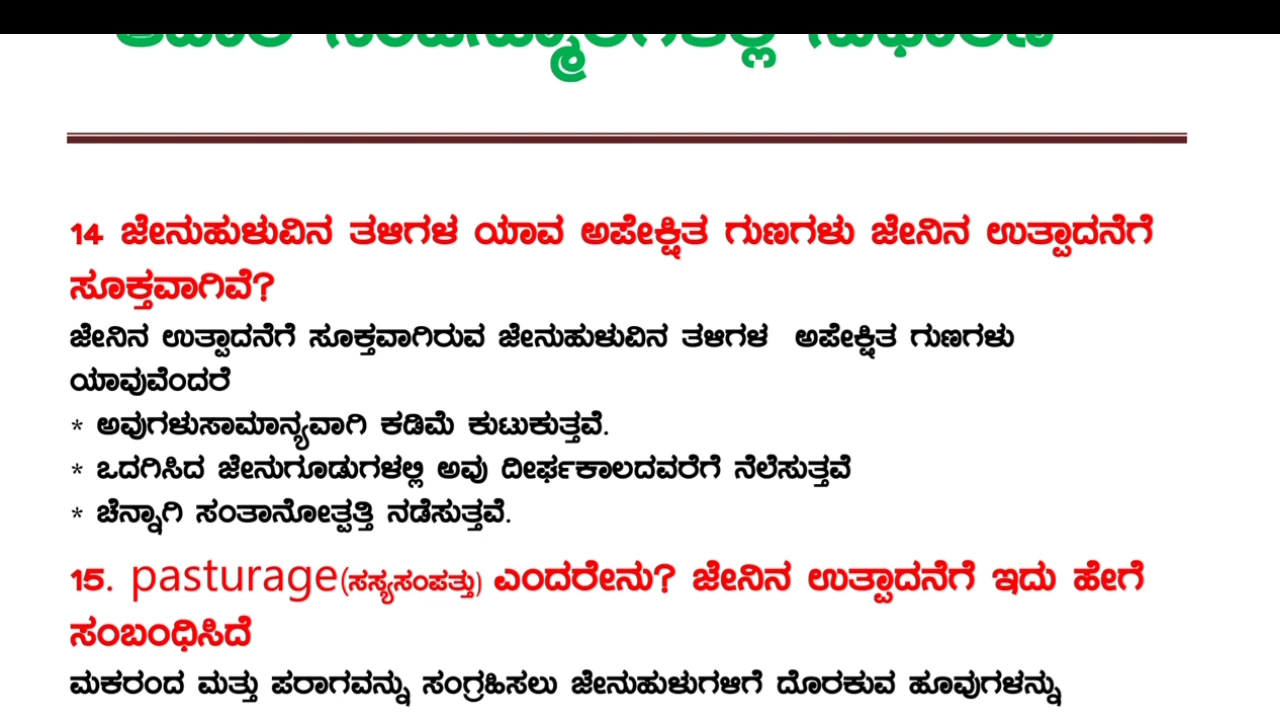 14 ಜೇನುಹುಳುವಿನ ತಳಿಗಳ ಯಾವ ಅಪೇಕ್ಷಿತ ಗುಣಗಳು ಜೇನಿನ ಉತ್ಪಾದನೆಗೆ
ಸೂಕ್ತವಾಗಿವೆ?
ಜೇನಿನ ಉತ್ಪಾದನೆಗೆ ಸೂಕ್ತವಾಗಿರುವ ಜೇನುಹುಳುವಿನ ತಳಿಗಳ ಅಪೇಕ್ಷಿತ ಗುಣಗಳು
ಯಾವುವೆಂದರೆ
* ಅವುಗಳುಸಾಮಾನ್ಯವಾಗಿ ಕಡಿಮೆ ಕುಟುಕುತ್ತವೆ.
* ಒದಗಿಸಿದ ಜೇನುಗೂಡುಗಳಲ್ಲಿ ಅವು ದೀರ್ಘಕಾಲದವರೆಗೆ ನೆಲೆಸುತ್ತವೆ
* ಚೆನ್ನಾಗಿ ಸಂತಾನೋತ್ಪತ್ತಿ ನಡೆಸುತ್ತವೆ.
15. pasturage(ಸಸ್ಯಸಂಪತ್ತು) ಎಂದರೇನು? ಜೇನಿನ ಉತ್ಪಾದನೆಗೆ ಇದು ಹೇಗೆ
ಸಂಬಂಧಿಸಿದೆ
ಮಕರಂದ ಮತ್ತು ಪರಾಗವನ್ನು ಸಂಗ್ರಹಿಸಲು ಜೇನುಹುಳುಗಳಿಗೆ ದೊರಕುವ ಹೂವುಗಳನ್ನು